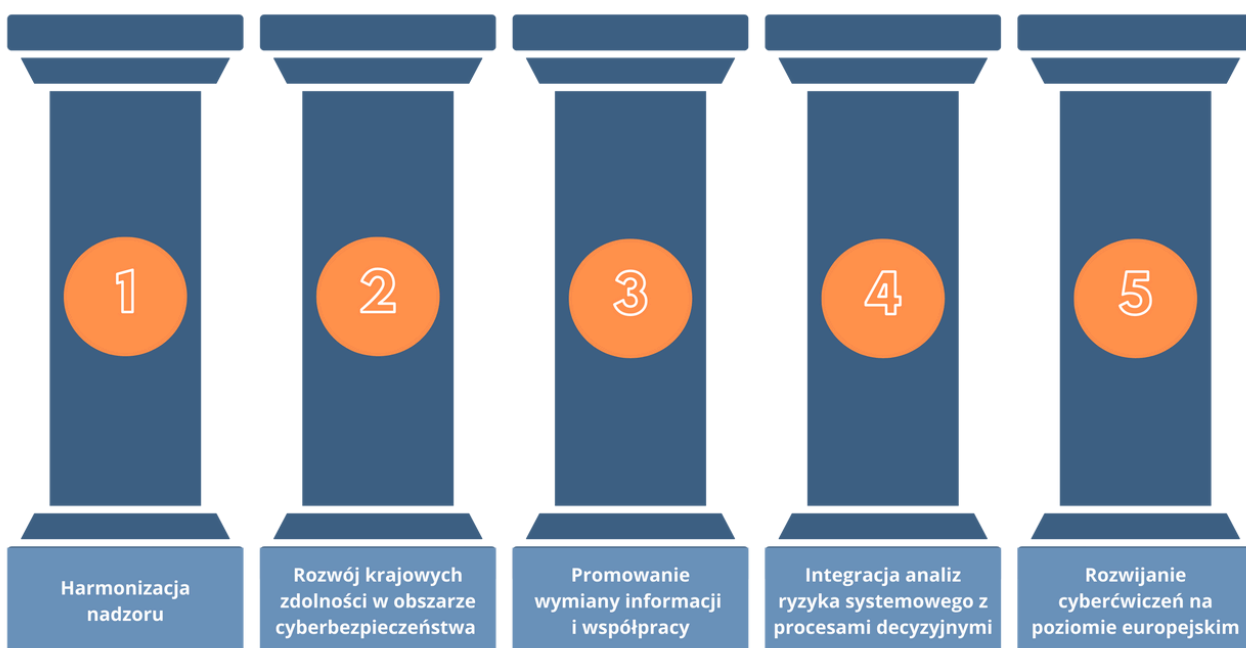 1
2
3
4
5
Harmonizacja
nadzoru
Rozwój krajowych
zdolności w obszarze
cyberbezpieczeństwa
Promowanie
wymiany informacji
i współpracy
Integracja analiz
ryzyka systemowego z
procesami decyzyjnymi
Rozwijanie
cyberćwiczeń na
poziomie europejskim